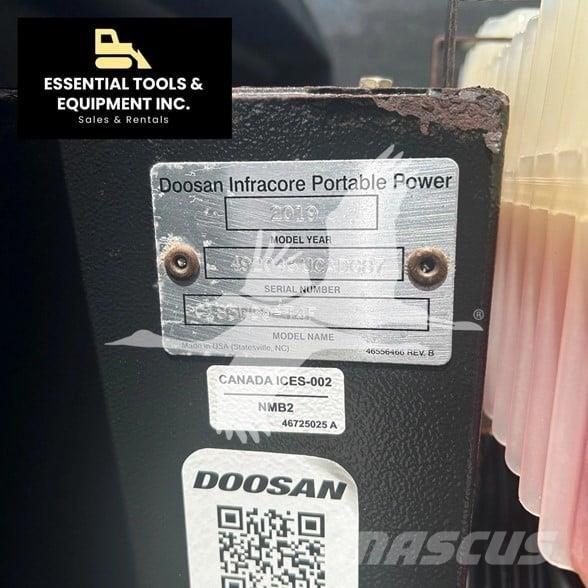 ESSENTIAL TOOLS &
EQUIPMENT INC.
Sales & Rentals
Doosan Infracore Portable Power
2019
MODEL YEAR
SERIAL NUMBER
MODEL NAME
Made in USA (Statesville, NC)
46556466 REV. B
®
CANADA ICES-002
NMB2
46725025 A
DOOSAN
MASCUS